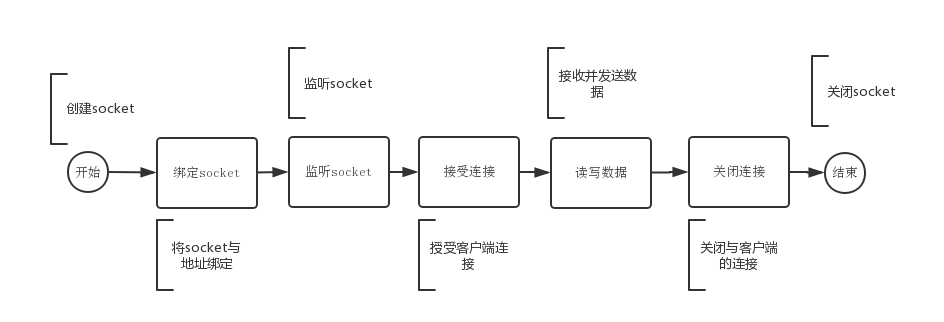 监听socket
接收并发送数
据
关闭socket
创建socket
开始
绑定socket
监听socket
接受连接
读写数据
关闭连接
结束
将socket与
地址绑定
授受客户端连
接
关闭与客户端
的连接